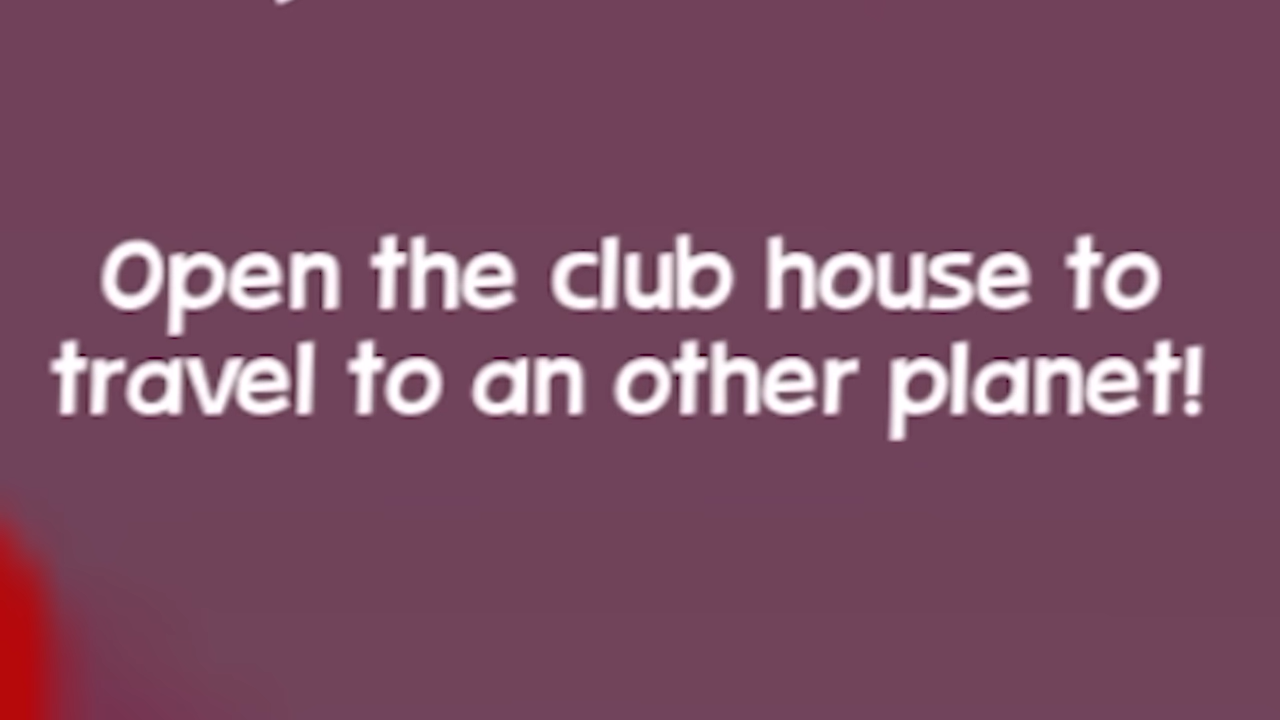 Open the club house to
travel to an other planet!